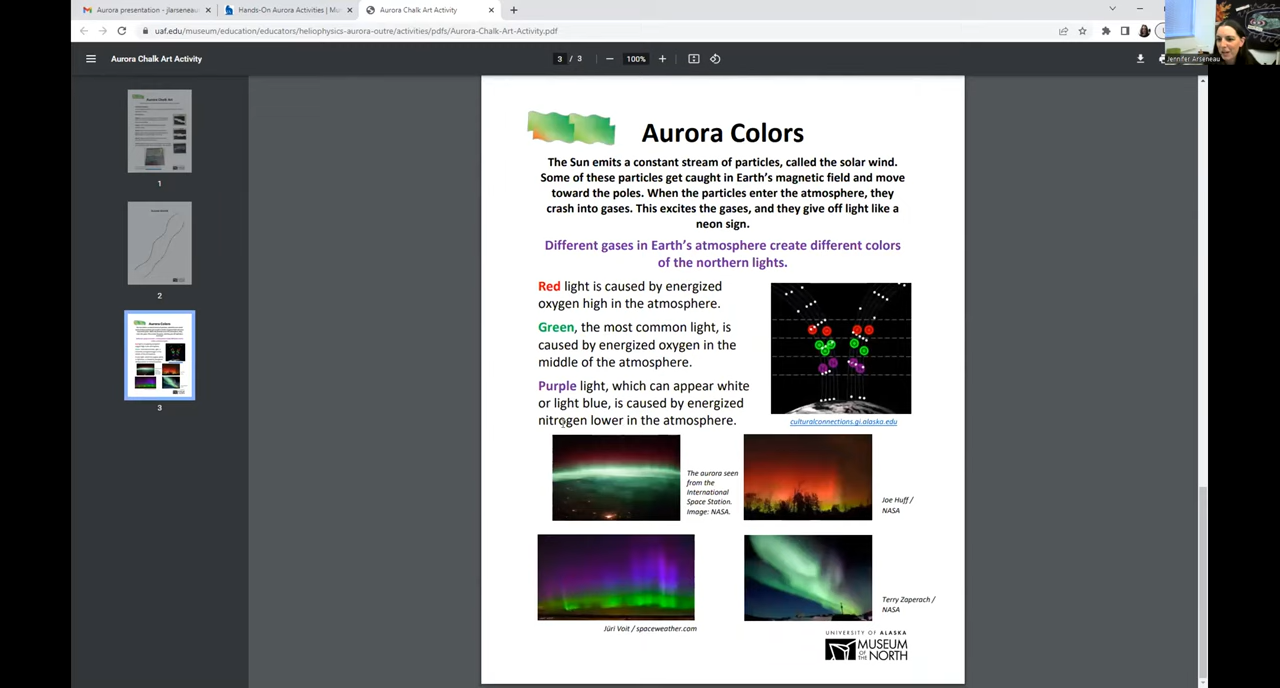 Aurora presentation - jlarseneau
Hands-On Aurora Activities | Mus
Aurora Chalk Art Activity
uaf.edu/museum/education/educators/heliophysics-aurora-outre/activities/pdfs/Aurora-Chalk-Art-Activity.pdf
Jennifer Arseneau
Aurora Chalk Art Activity
3 / 3
100%
1
2
3
Aurora Colors
The Sun emits a constant stream of particles, called the solar wind.
Some of these particles get caught in Earth's magnetic field and move
toward the poles. When the particles enter the atmosphere, they
crash into gases. This excites the gases, and they give off light like a
neon sign.
Different gases in Earth's atmosphere create different colors
of the northern lights.
Red light is caused by energized
oxygen high in the atmosphere.
Green, the most common light, is
caused by energized oxygen in the
middle of the atmosphere.
Purple light, which can appear white
or light blue, is caused by energized
nitrogen lower in the atmosphere.
culturalconnections.gi.alaska.edu
The aurora seen
from the
International
Space Station.
Image: NASA.
Joe Huff /
NASA
Jüri Voit / spaceweather.com
Terry Zaperach /
NASA
UNIVERSITY OF ALASKA
MUSEUM
OF THE
NORTH